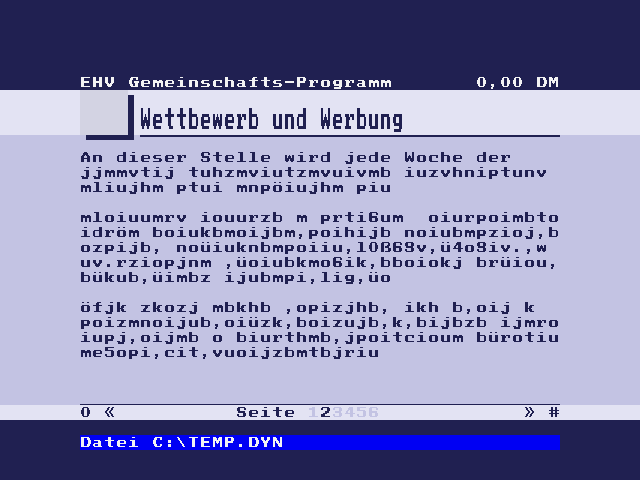 EHV Gemeinschafts-Programm 0,00 DM
Wettbewerb und Werbung
An dieser Stelle wird jede Woche der
jjmmvtij tuhzmviutzmvuivmb iuzvhniptunv
mliujhm ptui mnpöiujhm piu
mloiuumrv iouurzb m prti6um oiurpoimbto
idröm boiukbmoijbm,poihijb noiubmpzioj,b
ozpijb, noüiuknbmpoiiu,l0ß68v,ü4o8iv.,w
uv.rziopjnm ,üoiubkmo6ik,bboiokj brüiou,
bükub,üimbz ijubmpi,lig,üo
öfjk zkozj mbkhb ,opizjhb, ikh b,oij k
poizmnoijub,oiüzk,boizujb,k,bijbzb ijmro
iupj,oijmb o biurthmb,jpoitcioum bürotiu
me5opi,cit,vuoijzbmtbjriu
0 « Seite 123456 » #
Datei C:\TEMP.DYN